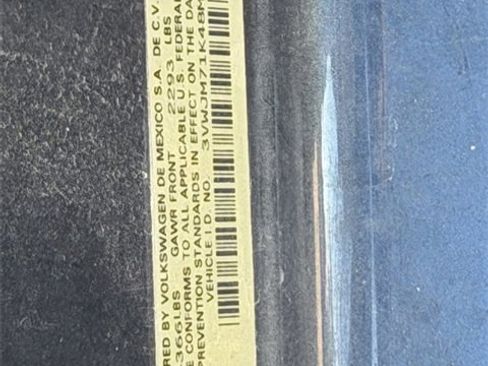 RED BY VOLKSWAGEN DE MEXICO S.A. DE C.V.
366LBS GAWR FRONT 2293 LBS
E CONFORMS TO ALL APPLICABLE U.S. FEDERA
PREVENTION STANDARDS IN EFFECT ON THE DA
VEHICLE I.D. NO. 3VWJM71K48M